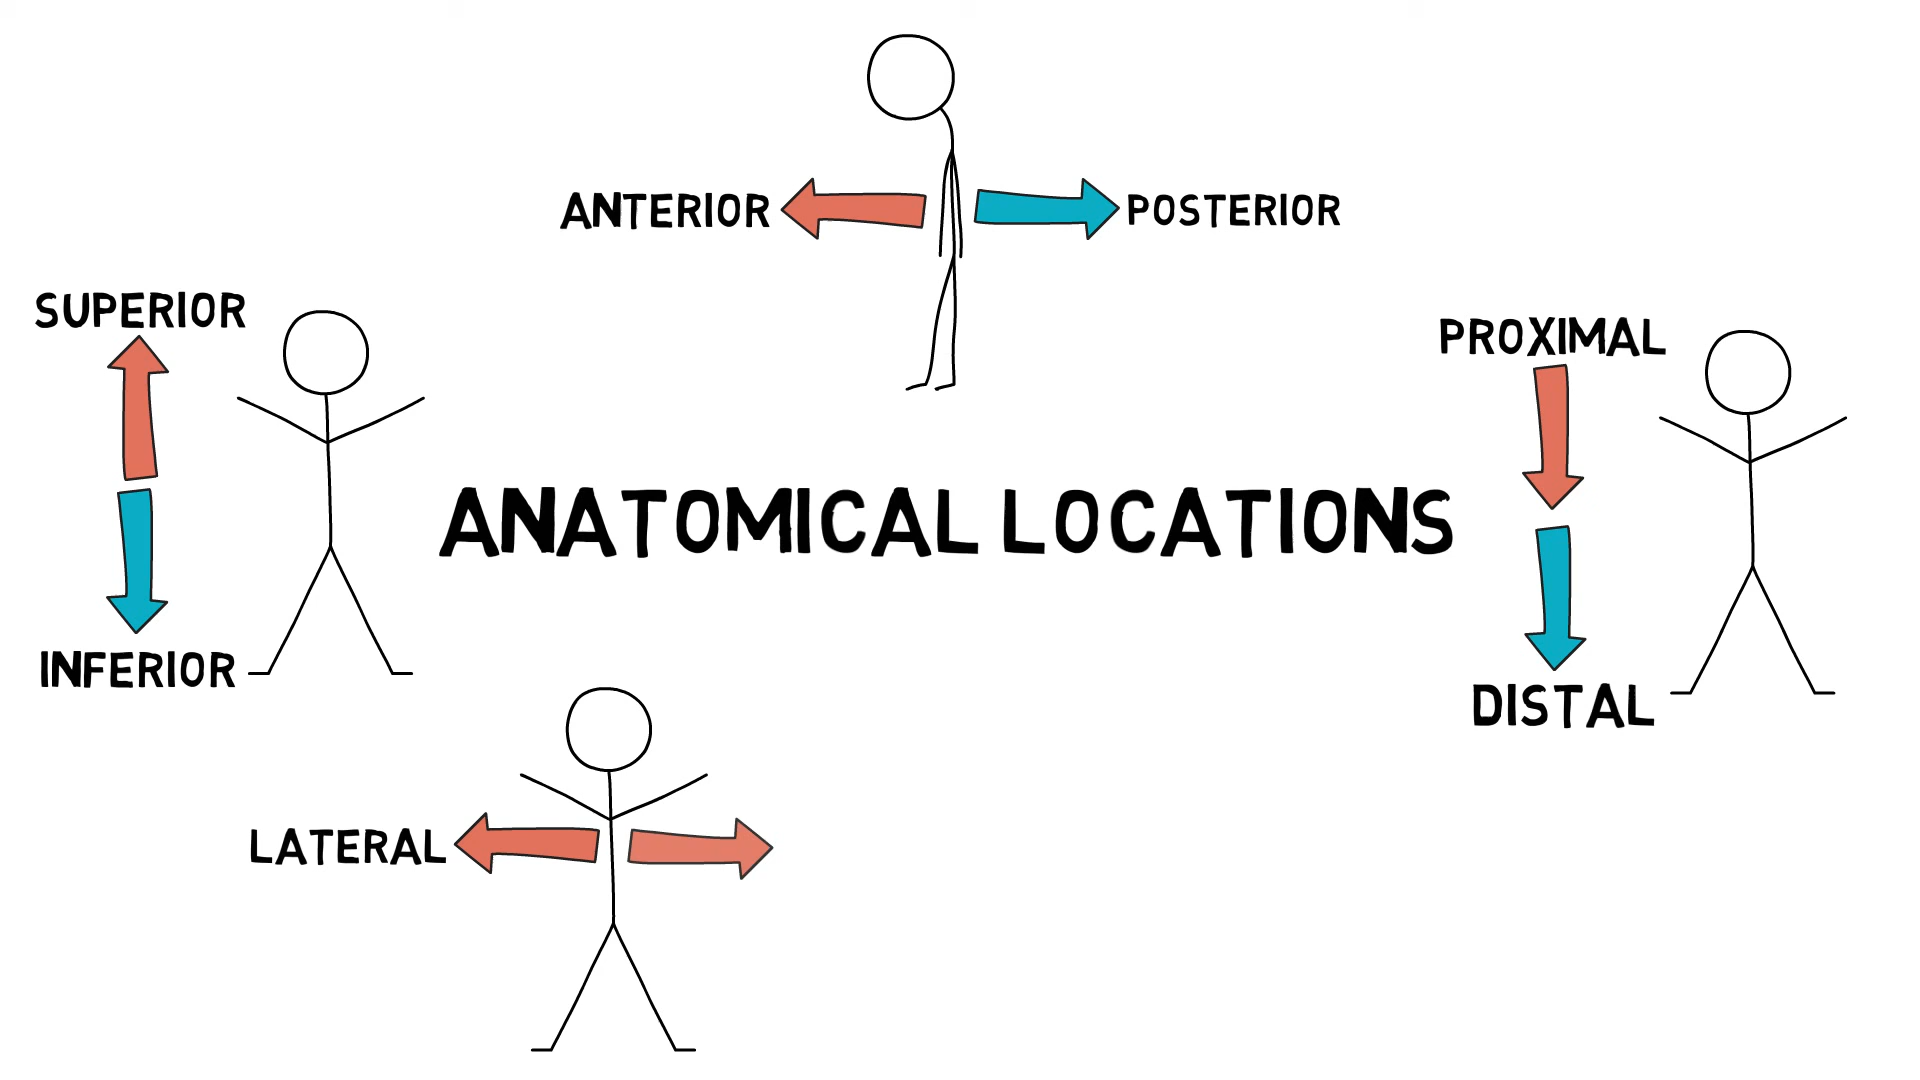 ANTERIOR
POSTERIOR
SUPERIOR
PROXIMAL
ANATOMICAL LOCATIONS
INFERIOR
DISTAL
LATERAL